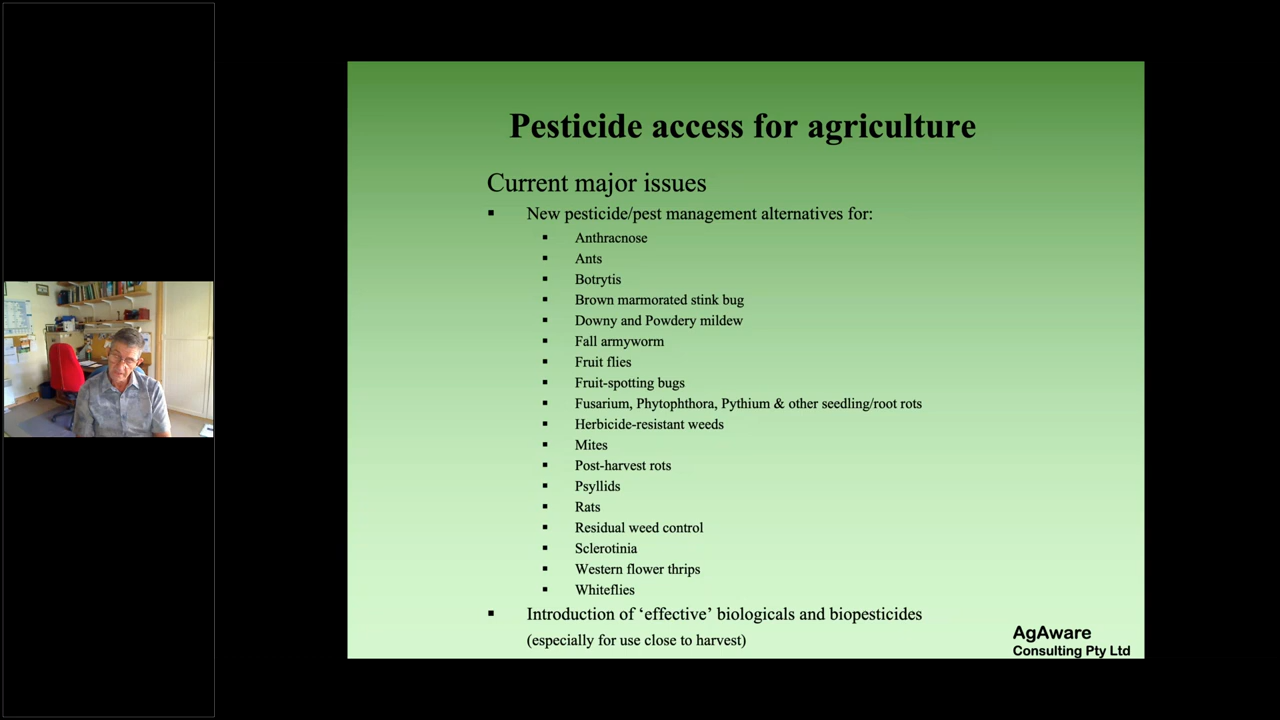 Pesticide access for agriculture
Current major issues
▪ New pesticide/pest management alternatives for:
▪ Anthracnose
▪ Ants
▪ Botrytis
▪ Brown marmorated stink bug
▪ Downy and Powdery mildew
▪ Fall armyworm
▪ Fruit flies
▪ Fruit-spotting bugs
▪ Fusarium, Phytophthora, Pythium & other seedling/root rots
▪ Herbicide-resistant weeds
▪ Mites
▪ Post-harvest rots
▪ Psyllids
▪ Rats
▪ Residual weed control
▪ Sclerotinia
▪ Western flower thrips
▪ Whiteflies
▪ Introduction of ‘effective’ biologicals and biopesticides
(especially for use close to harvest)
AgAware
Consulting Pty Ltd